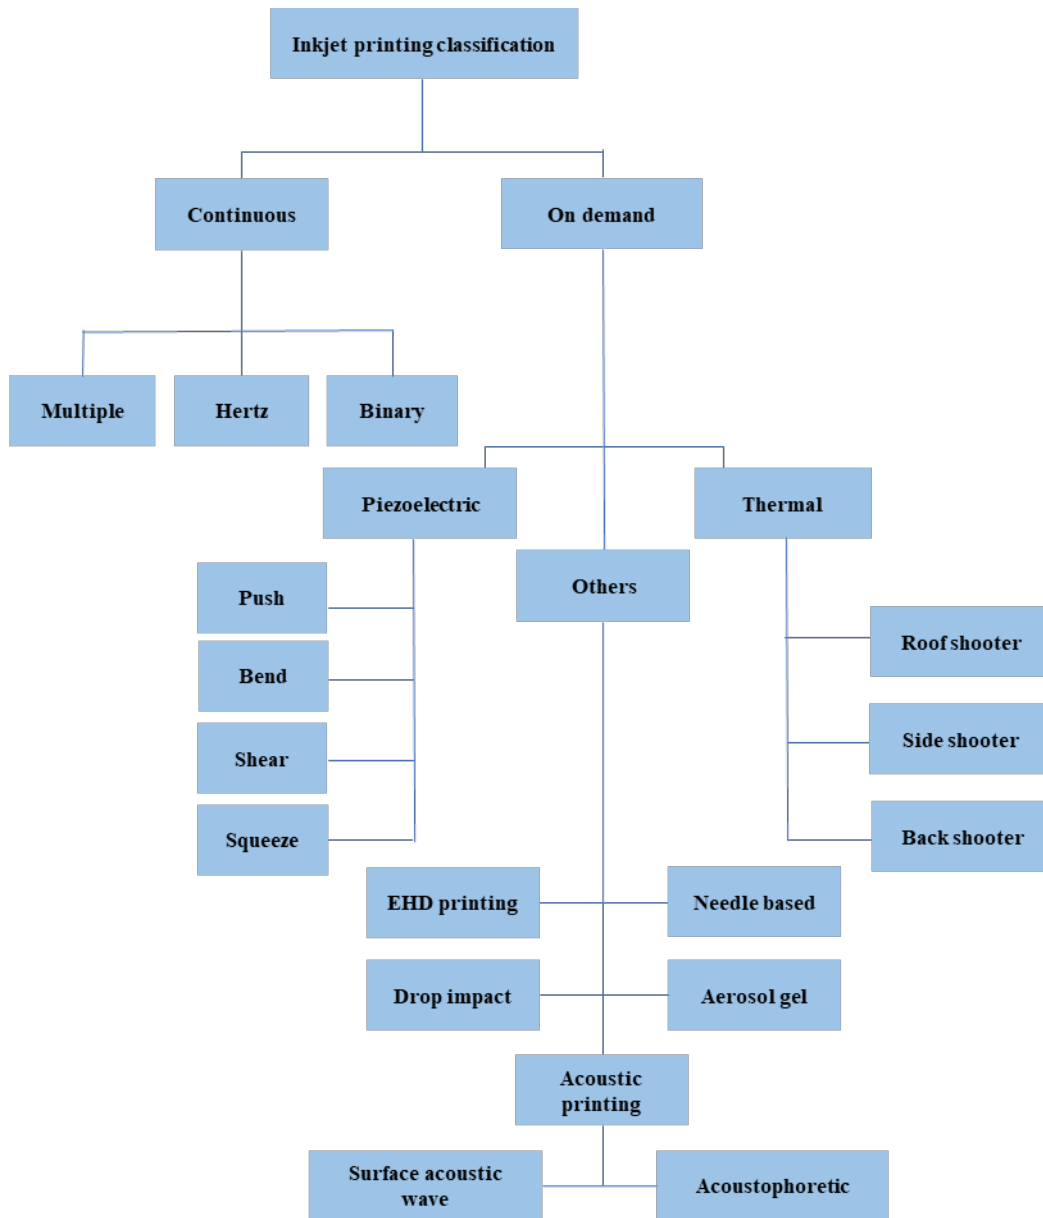 Inkjet printing classification
Continuous
On demand
Multiple
Hertz
Binary
Piezoelectric
Thermal
Others
Push
Bend
Shear
Squeeze
Roof shooter
Side shooter
Back shooter
EHD printing
Needle based
Drop impact
Aerosol gel
Acoustic
printing
Surface acoustic
wave
Acoustophoretic